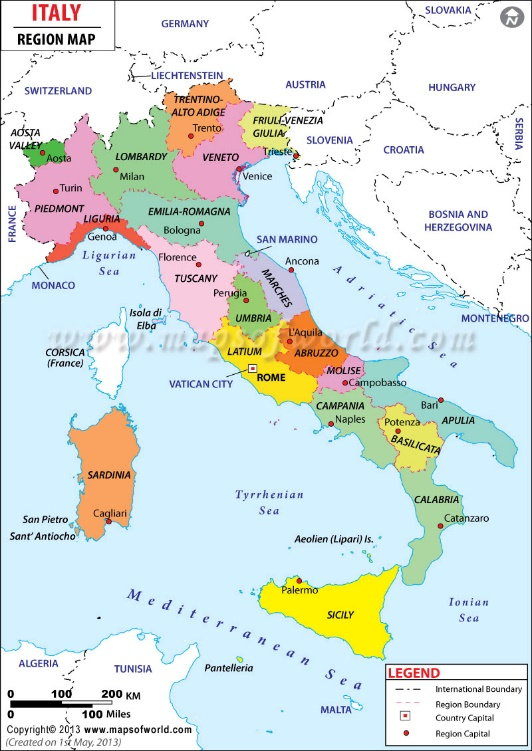 ITALY
REGION MAP
SLOVAKIA
GERMANY
LIECHTENSTEIN
AUSTRIA
SWITZERLAND
HUNGARY
TRENTINO-
ALTO ADIGE
Trento
FRIULI-VENEZIA
GIULIA
Trieste
SLOVENIA
SERBIA
CROATIA
AOSTA
VALLEY
Aosta
LOMBARDY
Milan
VENETO
Venice
Turin
PIEDMONT
FRANCE
LIGURIA
Genoa
EMILIA-ROMAGNA
Bologna
BOSNIA AND
HERZEGOVINA
SAN MARINO
Ligurian
Sea
Florence
TUSCANY
Ancona
MARCHES
MONACO
Perugia
UMBRIA
Adriatic Sea
MONTENEGRO
Isola di
Elba
www.mapsofworld.com
CORSICA
(France)
L'Aquila
ABRUZZO
LATIUM
ROME
VATICAN CITY
MOLISE
Campobasso
CAMPANIA
Naples
Bari
APULIA
Potenza
BASILICATA
SARDINIA
Cagliari
San Pietro
Sant' Antiocho
Tyrrhenian
Sea
CALABRIA
Catanzaro
Aeolien (Lipari) Is.
Palermo
SICILY
Ionian
Sea
Mediterranean Sea
ALGERIA
TUNISIA
Pantelleria
MALTA
0 100 200 KM
0 100 Miles
Copyright© 2013 www.mapsofworld.com
(Created on 1st May, 2013)
LEGEND
International Boundary
Region Boundary
Country Capital
Region Capital